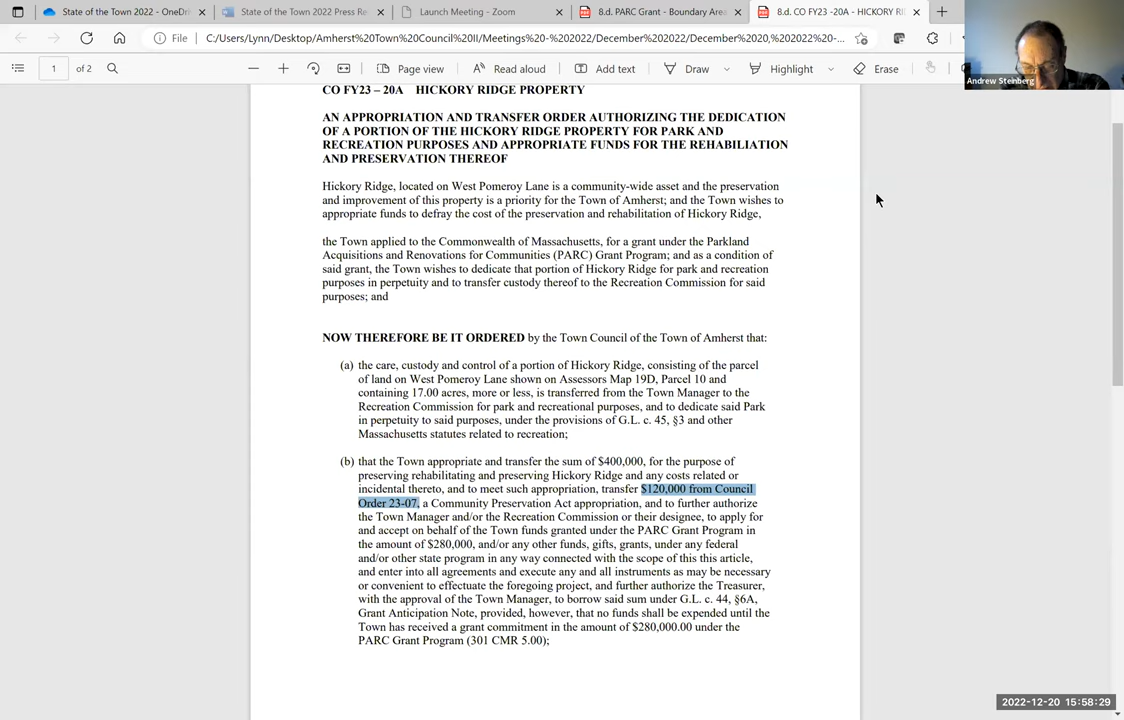 State of the Town 2022 - OneDri
State of the Town 2022 Press Re
Launch Meeting - Zoom
8.d. PARC Grant - Boundary Area
8.d. CO FY23 -20A - HICKORY RI
File
C:/Users/Lynn/Desktop/Amherst%20Town%20Council%20II/Meetings%20-%202022/December%202022/December%2020,%202022%20-...
1 of 2
Page view
Read aloud
Add text
Draw
Highlight
Erase
Andrew Steinberg
CO FY23 – 20A HICKORY RIDGE PROPERTY
AN APPROPRIATION AND TRANSFER ORDER AUTHORIZING THE DEDICATION
OF A PORTION OF THE HICKORY RIDGE PROPERTY FOR PARK AND
RECREATION PURPOSES AND APPROPRIATE FUNDS FOR THE REHABILIATION
AND PRESERVATION THEREOF
Hickory Ridge, located on West Pomeroy Lane is a community-wide asset and the preservation
and improvement of this property is a priority for the Town of Amherst; and the Town wishes to
appropriate funds to defray the cost of the preservation and rehabilitation of Hickory Ridge,
the Town applied to the Commonwealth of Massachusetts, for a grant under the Parkland
Acquisitions and Renovations for Communities (PARC) Grant Program; and as a condition of
said grant, the Town wishes to dedicate that portion of Hickory Ridge for park and recreation
purposes in perpetuity and to transfer custody thereof to the Recreation Commission for said
purposes; and
NOW THEREFORE BE IT ORDERED by the Town Council of the Town of Amherst that:
(a) the care, custody and control of a portion of Hickory Ridge, consisting of the parcel
of land on West Pomeroy Lane shown on Assessors Map 19D, Parcel 10 and
containing 17.00 acres, more or less, is transferred from the Town Manager to the
Recreation Commission for park and recreational purposes, and to dedicate said Park
in perpetuity to said purposes, under the provisions of G.L. c. 45, §3 and other
Massachusetts statutes related to recreation;
(b) that the Town appropriate and transfer the sum of $400,000, for the purpose of
preserving rehabilitating and preserving Hickory Ridge and any costs related or
incidental thereto, and to meet such appropriation, transfer $120,000 from Council
Order 23-07, a Community Preservation Act appropriation, and to further authorize
the Town Manager and/or the Recreation Commission or their designee, to apply for
and accept on behalf of the Town funds granted under the PARC Grant Program in
the amount of $280,000, and/or any other funds, gifts, grants, under any federal
and/or other state program in any way connected with the scope of this this article,
and enter into all agreements and execute any and all instruments as may be necessary
or convenient to effectuate the foregoing project, and further authorize the Treasurer,
with the approval of the Town Manager, to borrow said sum under G.L. c. 44, §6A,
Grant Anticipation Note, provided, however, that no funds shall be expended until the
Town has received a grant commitment in the amount of $280,000.00 under the
PARC Grant Program (301 CMR 5.00);
2022-12-20 15:58:29